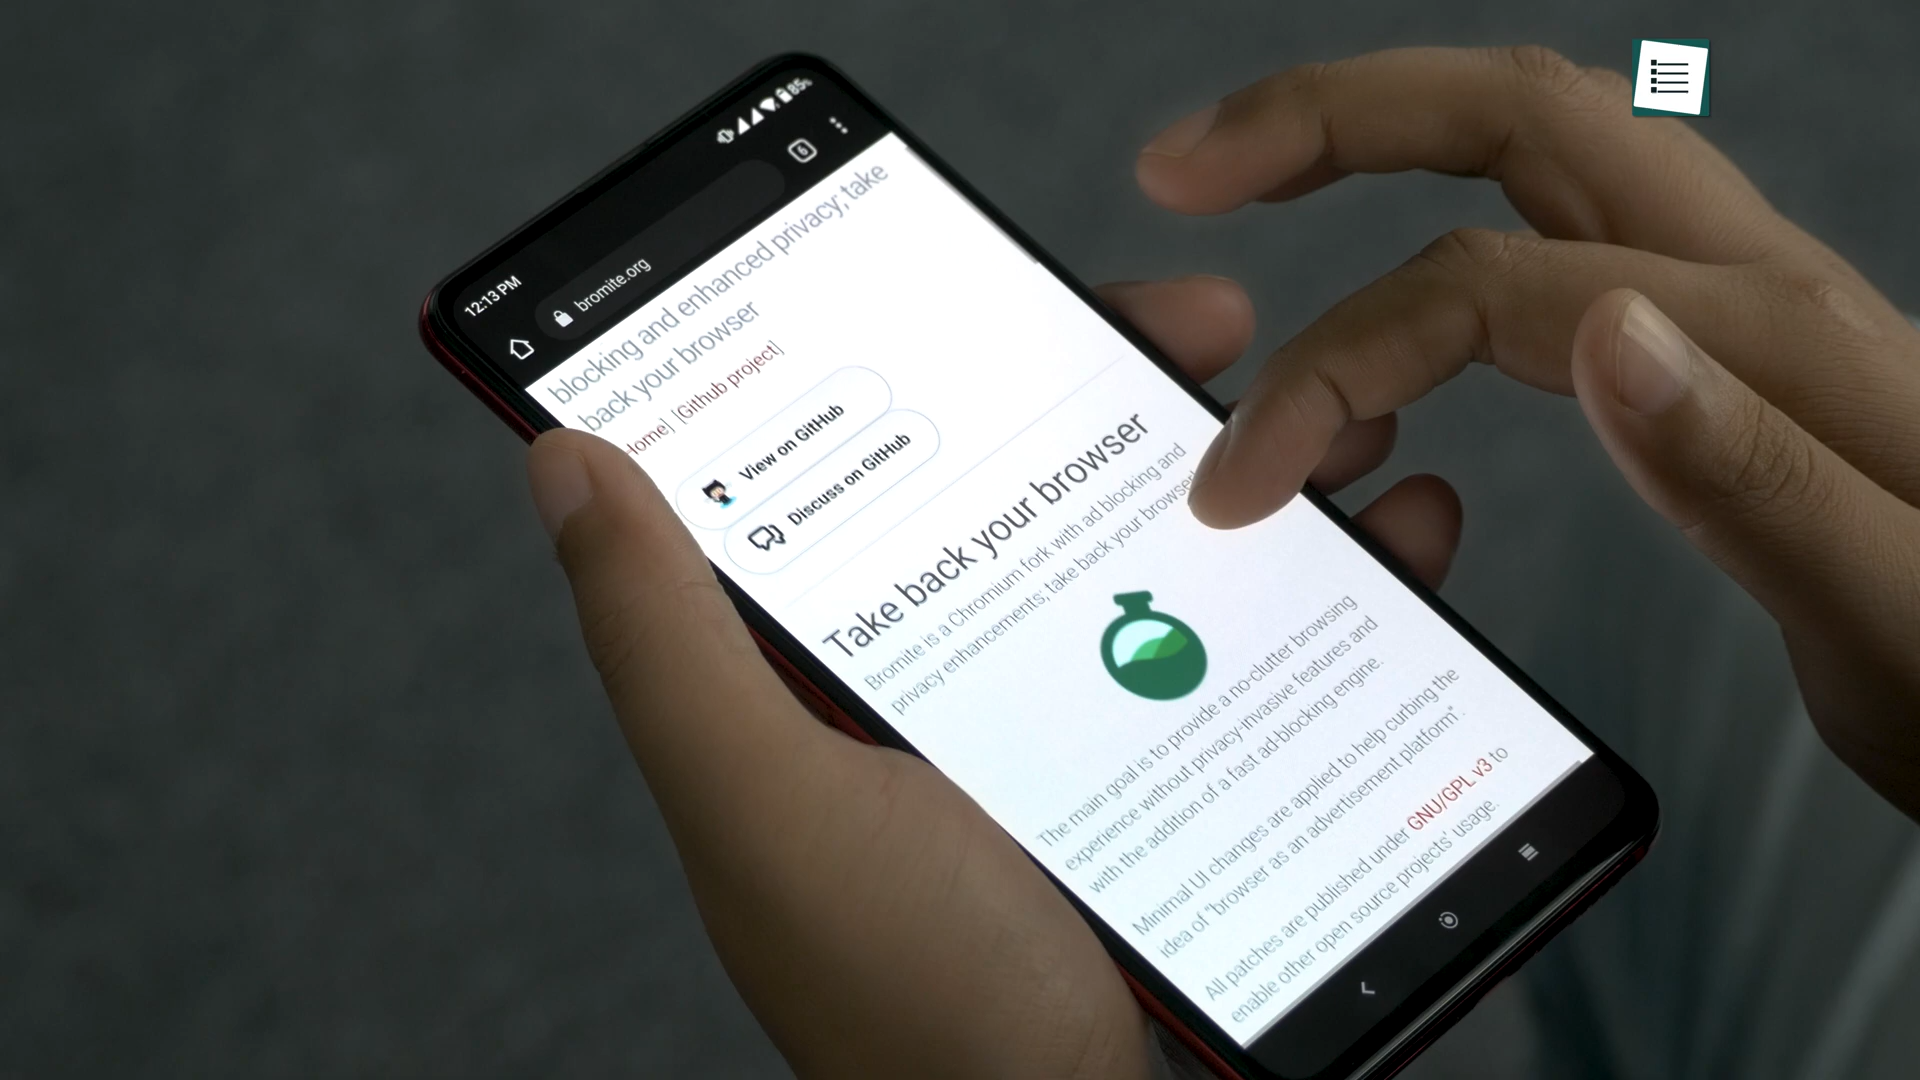 12:13 PM
85%
bromite.org
6
blocking and enhanced privacy; take
back your browser
Home] [Github project]
View on GitHub
Discuss on GitHub
Take back your browser
Bromite is a Chromium fork with ad blocking and
privacy enhancements; take back your browser!
The main goal is to provide a no-clutter browsing
experience without privacy-invasive features and
with the addition of a fast ad-blocking engine.
Minimal UI changes are applied to help curbing the
idea of "browser as an advertisement platform".
All patches are published under GNU/GPL v3 to
enable other open source projects' usage.